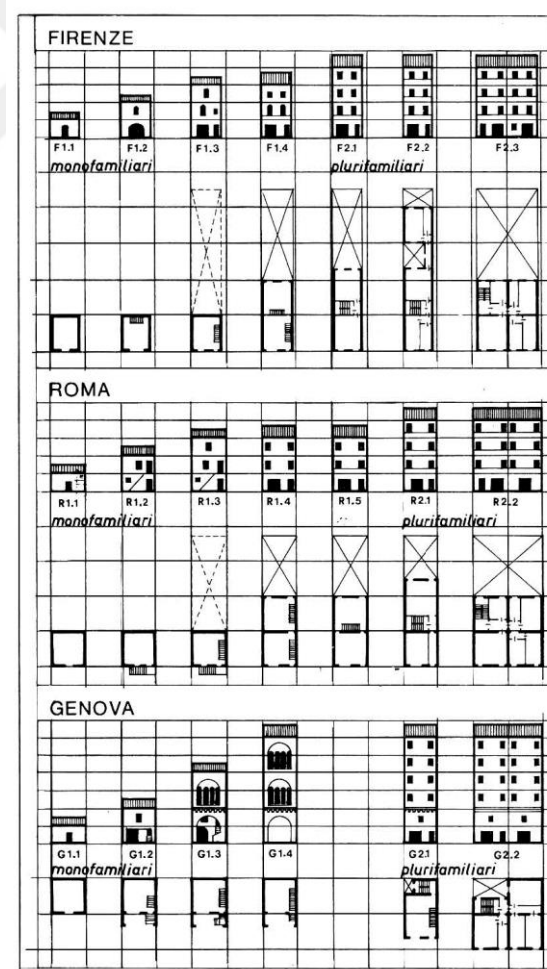 FIRENZE
F1.1 F1.2 F1.3 F1.4 F2.1 F2.2 F2.3
monofamiliari plurifamiliari
ROMA
R1.1 R1.2 R1.3 R1.4 R1.5 R2.1 R2.2
monofamiliari plurifamiliari
GENOVA
G1.1 G1.2 G1.3 G1.4 G2.1 G2.2
monofamiliari plurifamiliari